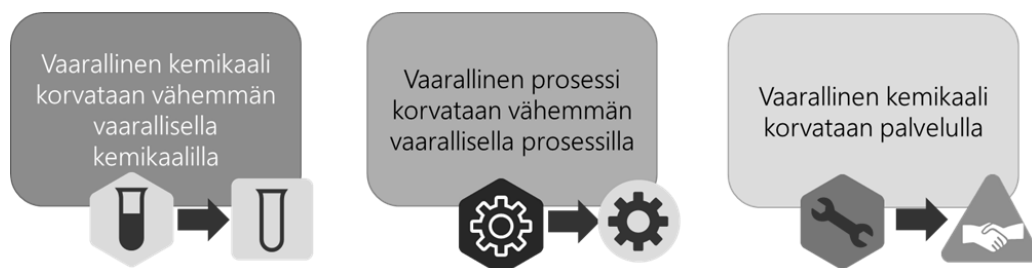 Vaarallinen kemikaali
korvataan vähemmän
vaarallisella
kemikaalilla
Vaarallinen prosessi
korvataan vähemmän
vaarallisella prosessilla
Vaarallinen kemikaali
korvataan palvelulla